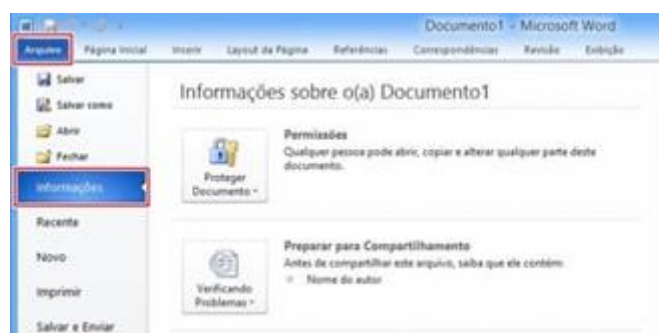 Documento1 - Microsoft Word
Arquivo Página Inicial Inserir Layout da Página Referências Correspondências Revisão Exibição
Salvar
Salvar como
Abrir
Fechar
Informações
Recente
Novo
Imprimir
Salvar e Enviar
Informações sobre o(a) Documento1
Proteger
Documento
Permissões
Qualquer pessoa pode abrir, copiar e alterar qualquer parte deste
documento.
Verificando
Problemas
Preparar para Compartilhamento
Antes de compartilhar este arquivo, saiba que ele contém:
Nome do autor